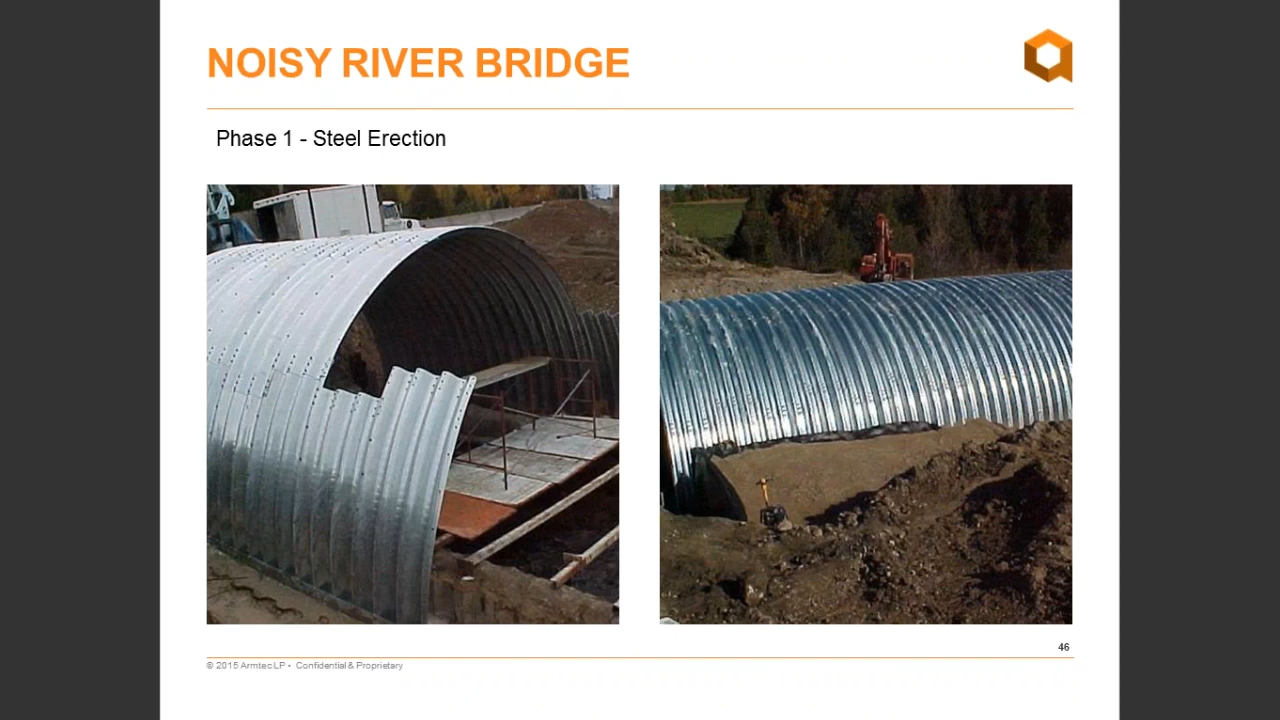 NOISY RIVER BRIDGE
Phase 1 - Steel Erection
46
© 2015 Armtec LP • Confidential & Proprietary